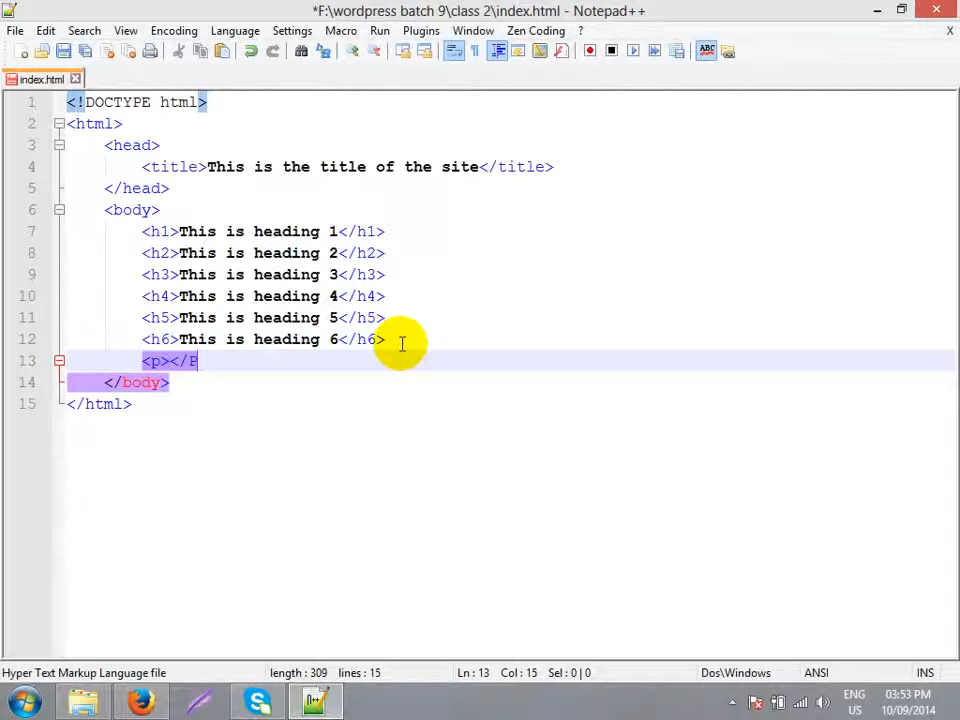 *F:\wordpress batch 9\class 2\index.html - Notepad++
File Edit Search View Encoding Language Settings Macro Run Plugins Window Zen Coding ? X
ABC
index.html
1 <!DOCTYPE html>
2 <html>
3 <head>
4 <title>This is the title of the site</title>
5 </head>
6 <body>
7 <h1>This is heading 1</h1>
8 <h2>This is heading 2</h2>
9 <h3>This is heading 3</h3>
10 <h4>This is heading 4</h4>
11 <h5>This is heading 5</h5>
12 <h6>This is heading 6</h6>
13 <p></P
14 </body>
15 </html>
Hyper Text Markup Language file length : 309 lines : 15 Ln : 13 Col : 15 Sel : 0 | 0 Dos\Windows ANSI INS
ENG 03:53 PM
US 10/09/2014